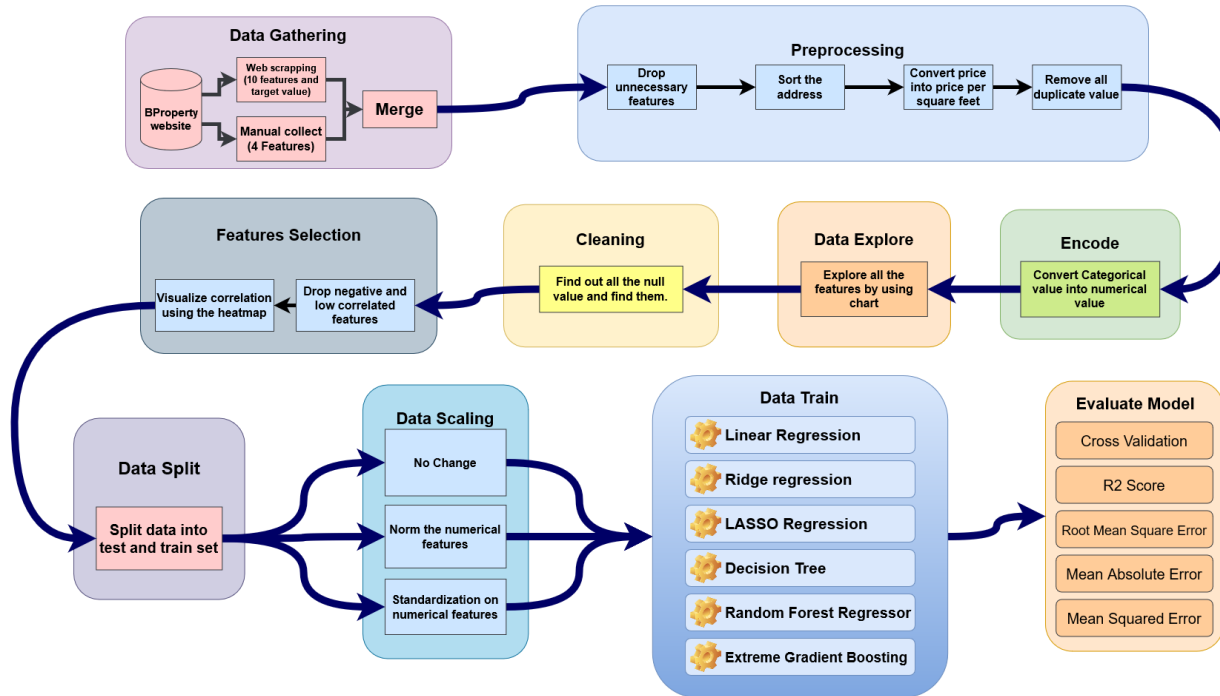 Data Gathering
BProperty
website
Web scrapping
(10 features and
target value)
Manual collect
(4 Features)
Merge
Preprocessing
Drop
unnecessary
features
Sort the
address
Convert price
into price per
square feet
Remove all
duplicate value
Features Selection
Visualize correlation
using the heatmap
Drop negative and
low correlated
features
Cleaning
Find out all the null
value and find them.
Data Explore
Explore all the
features by using
chart
Encode
Convert Categorical
value into numerical
value
Data Split
Split data into
test and train set
Data Scaling
No Change
Norm the numerical
features
Standardization on
numerical features
Data Train
Linear Regression
Ridge regression
LASSO Regression
Decision Tree
Random Forest Regressor
Extreme Gradient Boosting
Evaluate Model
Cross Validation
R2 Score
Root Mean Square Error
Mean Absolute Error
Mean Squared Error